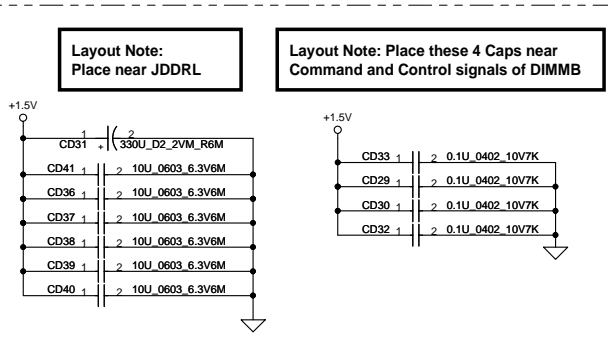 Layout Note:
Place near JDDRL
Layout Note: Place these 4 Caps near
Command and Control signals of DIMMB
+1.5V
CD31 1 + 2 330U_D2_2VM_R6M
CD41 1 2 10U_0603_6.3V6M
CD36 1 2 10U_0603_6.3V6M
CD37 1 2 10U_0603_6.3V6M
CD38 1 2 10U_0603_6.3V6M
CD39 1 2 10U_0603_6.3V6M
CD40 1 2 10U_0603_6.3V6M
+1.5V
CD33 1 2 0.1U_0402_10V7K
CD29 1 2 0.1U_0402_10V7K
CD30 1 2 0.1U_0402_10V7K
CD32 1 2 0.1U_0402_10V7K